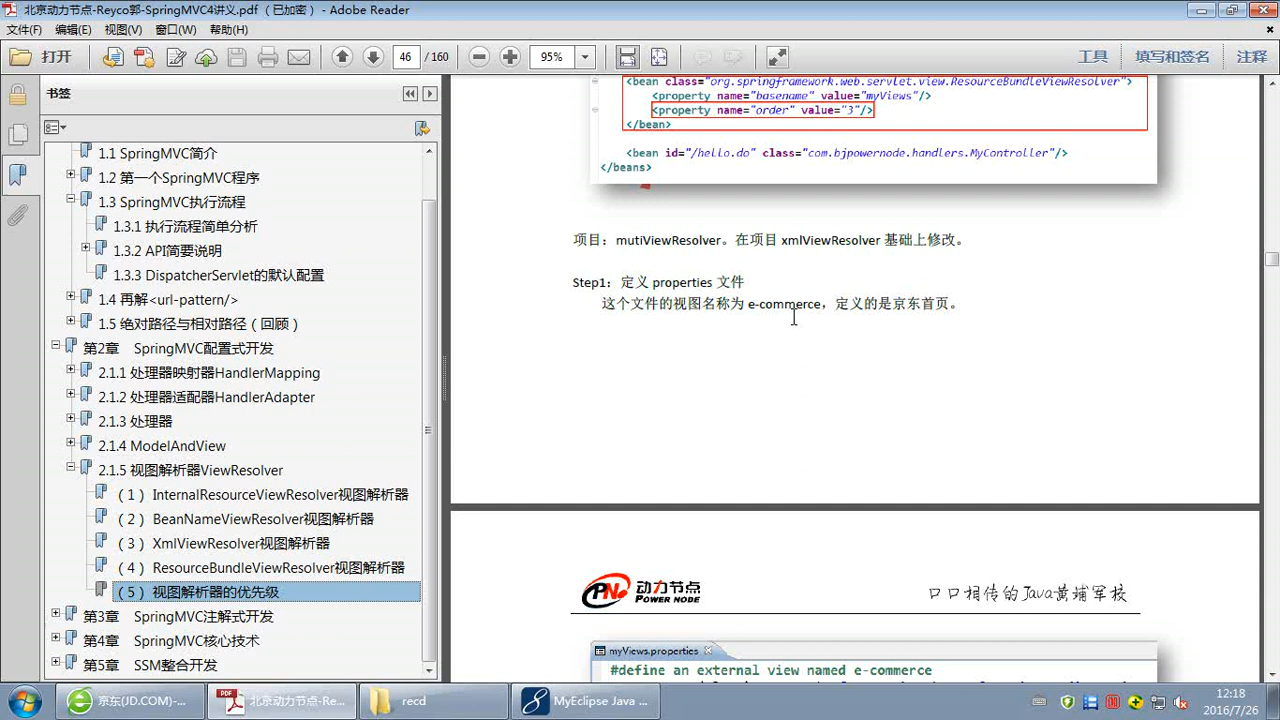 北京动力节点-Reyco郭-SpringMVC4讲义.pdf （已加密） - Adobe Reader
文件(F) 编辑(E) 视图(V) 窗口(W) 帮助(H)
打开 46 /160 95% 工具 填写和签名 注释
书签
1.1 SpringMVC简介
1.2 第一个SpringMVC程序
1.3 SpringMVC执行流程
1.3.1 执行流程简单分析
1.3.2 API简要说明
1.3.3 DispatcherServlet的默认配置
1.4 再解<url-pattern/>
1.5 绝对路径与相对路径（回顾）
第2章 SpringMVC配置式开发
2.1.1 处理器映射器HandlerMapping
2.1.2 处理器适配器HandlerAdapter
2.1.3 处理器
2.1.4 ModelAndView
2.1.5 视图解析器ViewResolver
（1）InternalResourceViewResolver视图解析器
（2）BeanNameViewResolver视图解析器
（3）XmlViewResolver视图解析器
（4）ResourceBundleViewResolver视图解析器
（5）视图解析器的优先级
第3章 SpringMVC注解式开发
第4章 SpringMVC核心技术
第5章 SSM整合开发
<bean class="org.springframework.web.servlet.view.ResourceBundleViewResolver">
<property name="basename" value="myViews"/>
<property name="order" value="3"/>
</bean>
<bean id="/hello.do" class="com.bjpowernode.handlers.MyController"/>
</beans>
项目：mutiViewResolver。在项目 xmlViewResolver 基础上修改。
Step1：定义 properties 文件
这个文件的视图名称为 e-commerce，定义的是京东首页。
动力节点
POWER NODE
口口相传的Java黄埔军校
myViews.properties
#define an external view named e-commerce
京东(JD.COM)-... 北京动力节点-Re... recd MyEclipse Java ...
12:18
2016/7/26